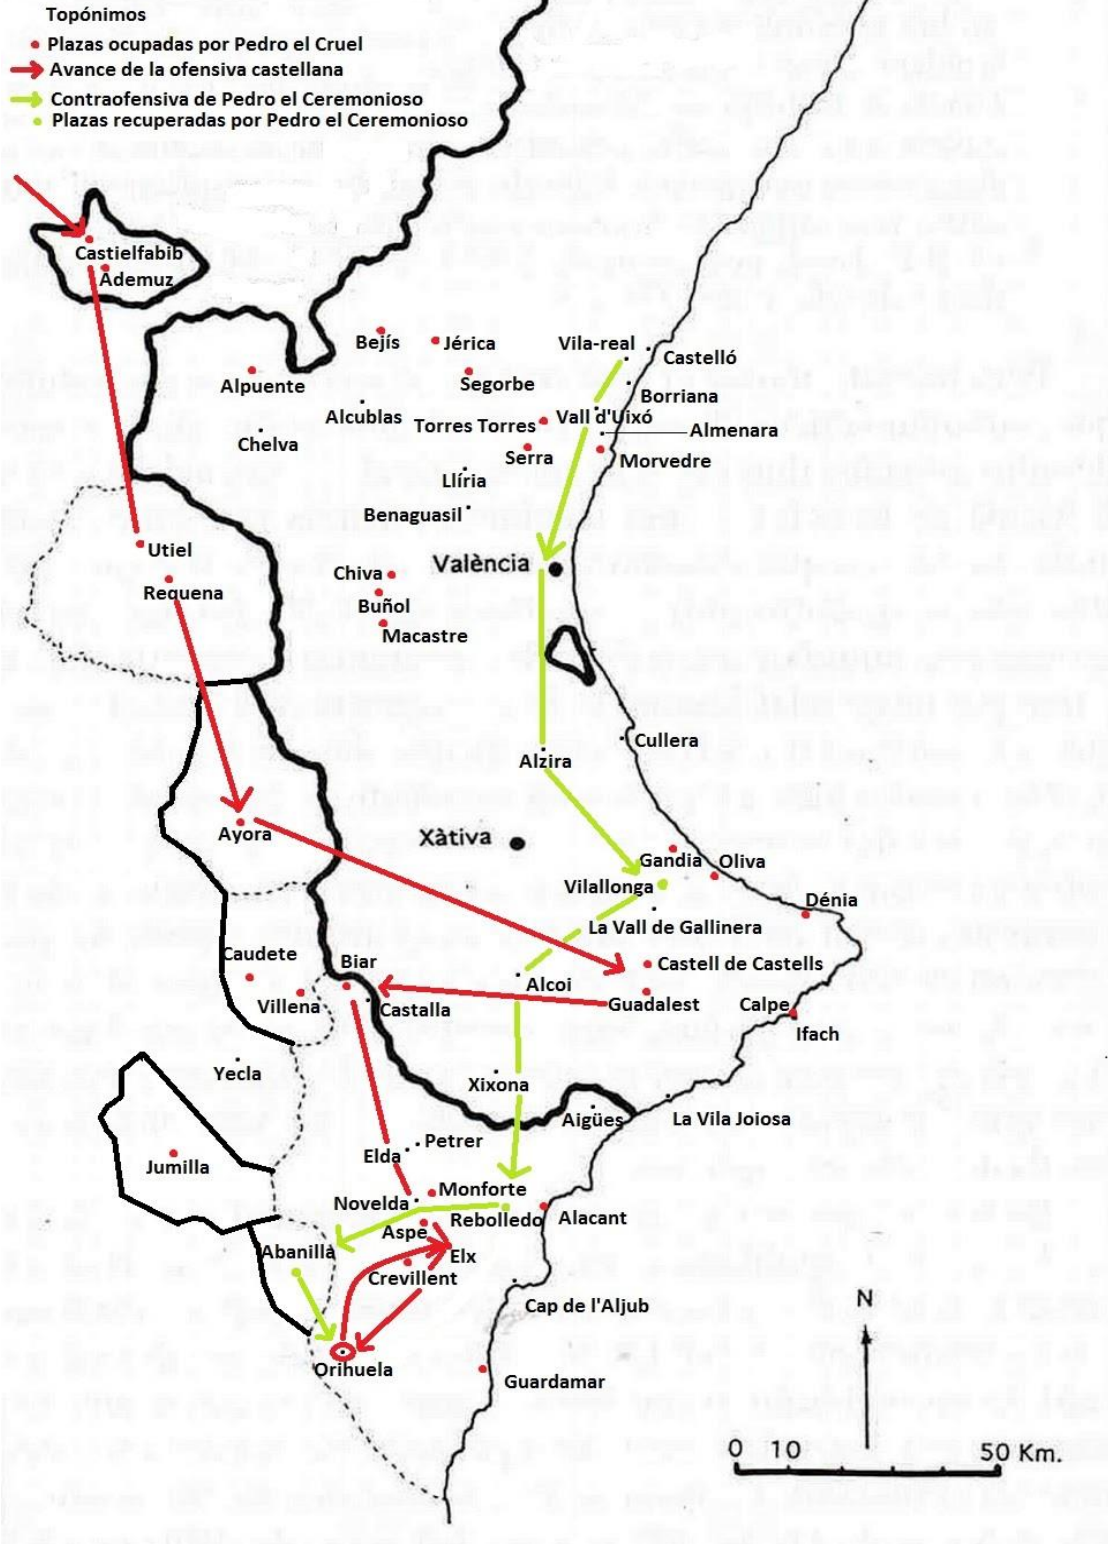 Topónimos
Plazas ocupadas por Pedro el Cruel
Avance de la ofensiva castellana
Contraofensiva de Pedro el Ceremonioso
Plazas recuperadas por Pedro el Ceremonioso
Castielfabib
Ademuz
Bejís
Jérica
Vila-real
Castelló
Alpuente
Segorbe
Borriana
Alcublas
Torres Torres
Vall d'Uixó
Almenara
Chelva
Serra
Morvedre
Llíria
Benaguasil
Utiel
València
Requena
Chiva
Buñol
Macastre
Cullera
Alzira
Ayora
Xàtiva
Gandia
Oliva
Vilallonga
Dénia
La Vall de Gallinera
Caudete
Biar
Castell de Castells
Alcoi
Villena
Castalla
Guadalest
Calpe
Ifach
Yecla
Xixona
Aigües
La Vila Joiosa
Petrer
Elda
Jumilla
Monforte
Novelda
Rebolledo
Alacant
Aspe
Abanilla
Elx
Crevillent
Cap de l'Aljub
N
Orihuela
Guardamar
0 10 50 Km.